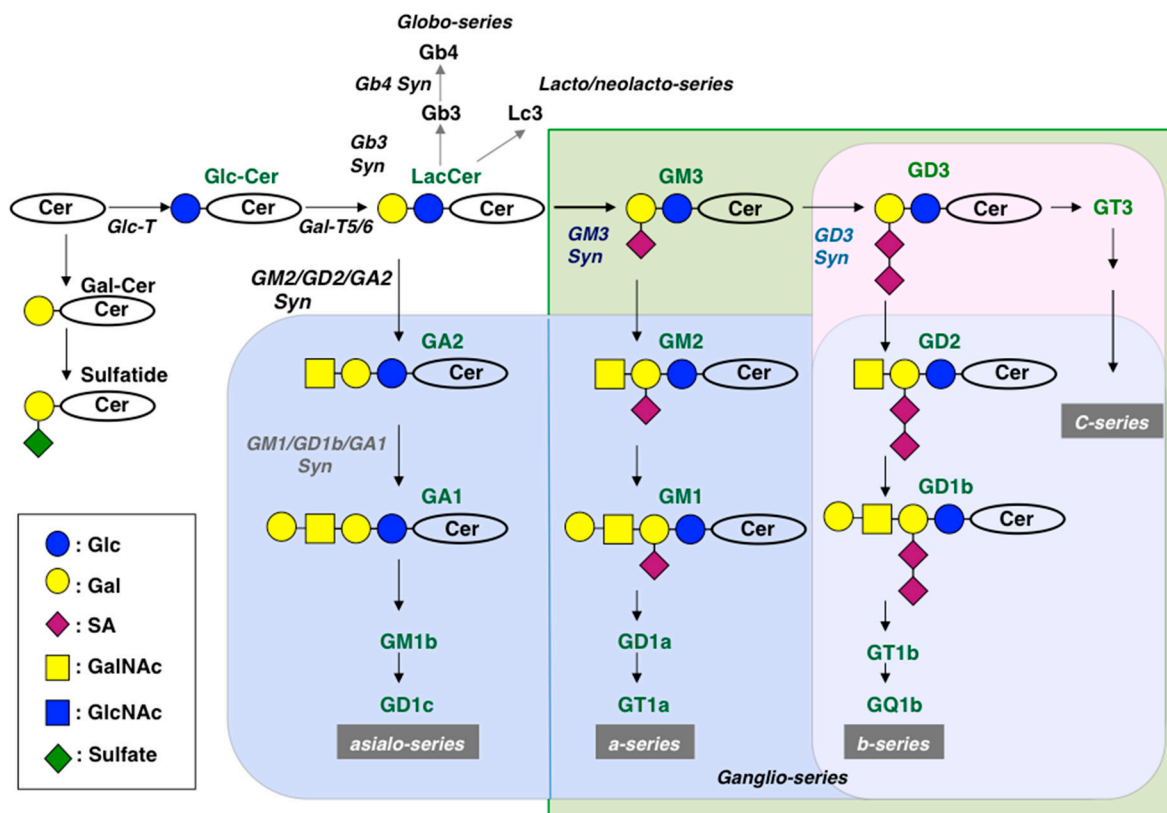 Globo-series
Gb4
Gb4 Syn
Lacto/neolacto-series
Gb3
Lc3
Gb3
Syn
Glc-Cer
LacCer
GM3
GD3
Cer
Cer
Cer
Cer
Cer
GT3
Glc-T
Gal-T5/6
GM3
Syn
GD3
Syn
Gal-Cer
Cer
GM2/GD2/GA2
Syn
GA2
GM2
GD2
Cer
Cer
Cer
Sulfatide
Cer
C-series
GM1/GD1b/GA1
Syn
GA1
GM1
GD1b
Cer
Cer
Cer
: Glc
: Gal
: SA
: GalNAc
: GlcNAc
: Sulfate
GM1b
GD1a
GT1b
GD1c
GT1a
GQ1b
asialo-series
a-series
b-series
Ganglio-series